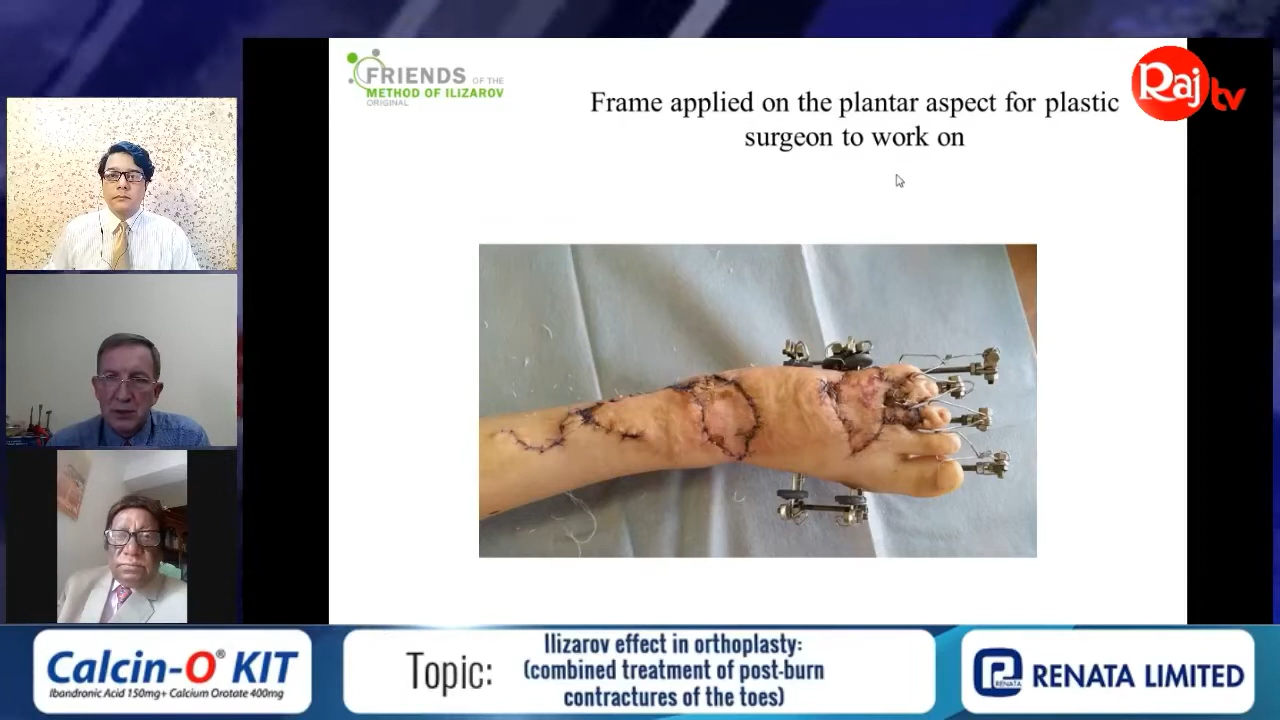 FRIENDS OF THE
METHOD OF ILIZAROV
ORIGINAL
Raj tv
Frame applied on the plantar aspect for plastic
surgeon to work on
Calcin-O® KIT
Ibandronic Acid 150mg+ Calcium Orotate 400mg
Topic:
Ilizarov effect in orthoplasty:
(combined treatment of post-burn
contractures of the toes)
RENATA
RENATA LIMITED